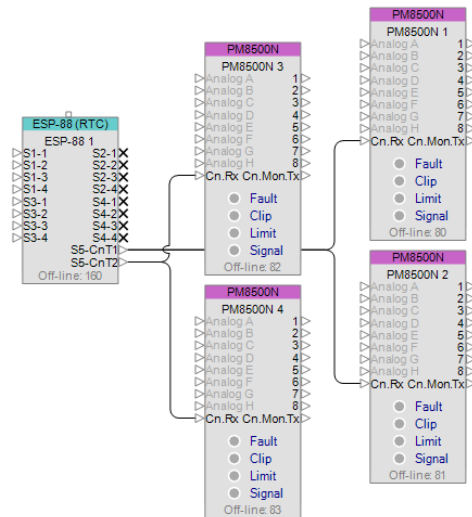 ESP-88 (RTC)
ESP-88 1
S1-1 S2-1
S1-2 S2-2
S1-3 S2-3
S1-4 S2-4
S3-1 S4-1
S3-2 S4-2
S3-3 S4-3
S3-4 S4-4
S5-CnT1
S5-CnT2
Off-line: 160
PM8500N
PM8500N 3
Analog A 1
Analog B 2
Analog C 3
Analog D 4
Analog E 5
Analog F 6
Analog G 7
Analog H 8
Cn.Rx Cn.Mon.Tx
Fault
Clip
Limit
Signal
Off-line: 82
PM8500N
PM8500N 4
Analog A 1
Analog B 2
Analog C 3
Analog D 4
Analog E 5
Analog F 6
Analog G 7
Analog H 8
Cn.Rx Cn.Mon.Tx
Fault
Clip
Limit
Signal
Off-line: 83
PM8500N
PM8500N 1
Analog A 1
Analog B 2
Analog C 3
Analog D 4
Analog E 5
Analog F 6
Analog G 7
Analog H 8
Cn.Rx Cn.Mon.Tx
Fault
Clip
Limit
Signal
Off-line: 80
PM8500N
PM8500N 2
Analog A 1
Analog B 2
Analog C 3
Analog D 4
Analog E 5
Analog F 6
Analog G 7
Analog H 8
Cn.Rx Cn.Mon.Tx
Fault
Clip
Limit
Signal
Off-line: 81